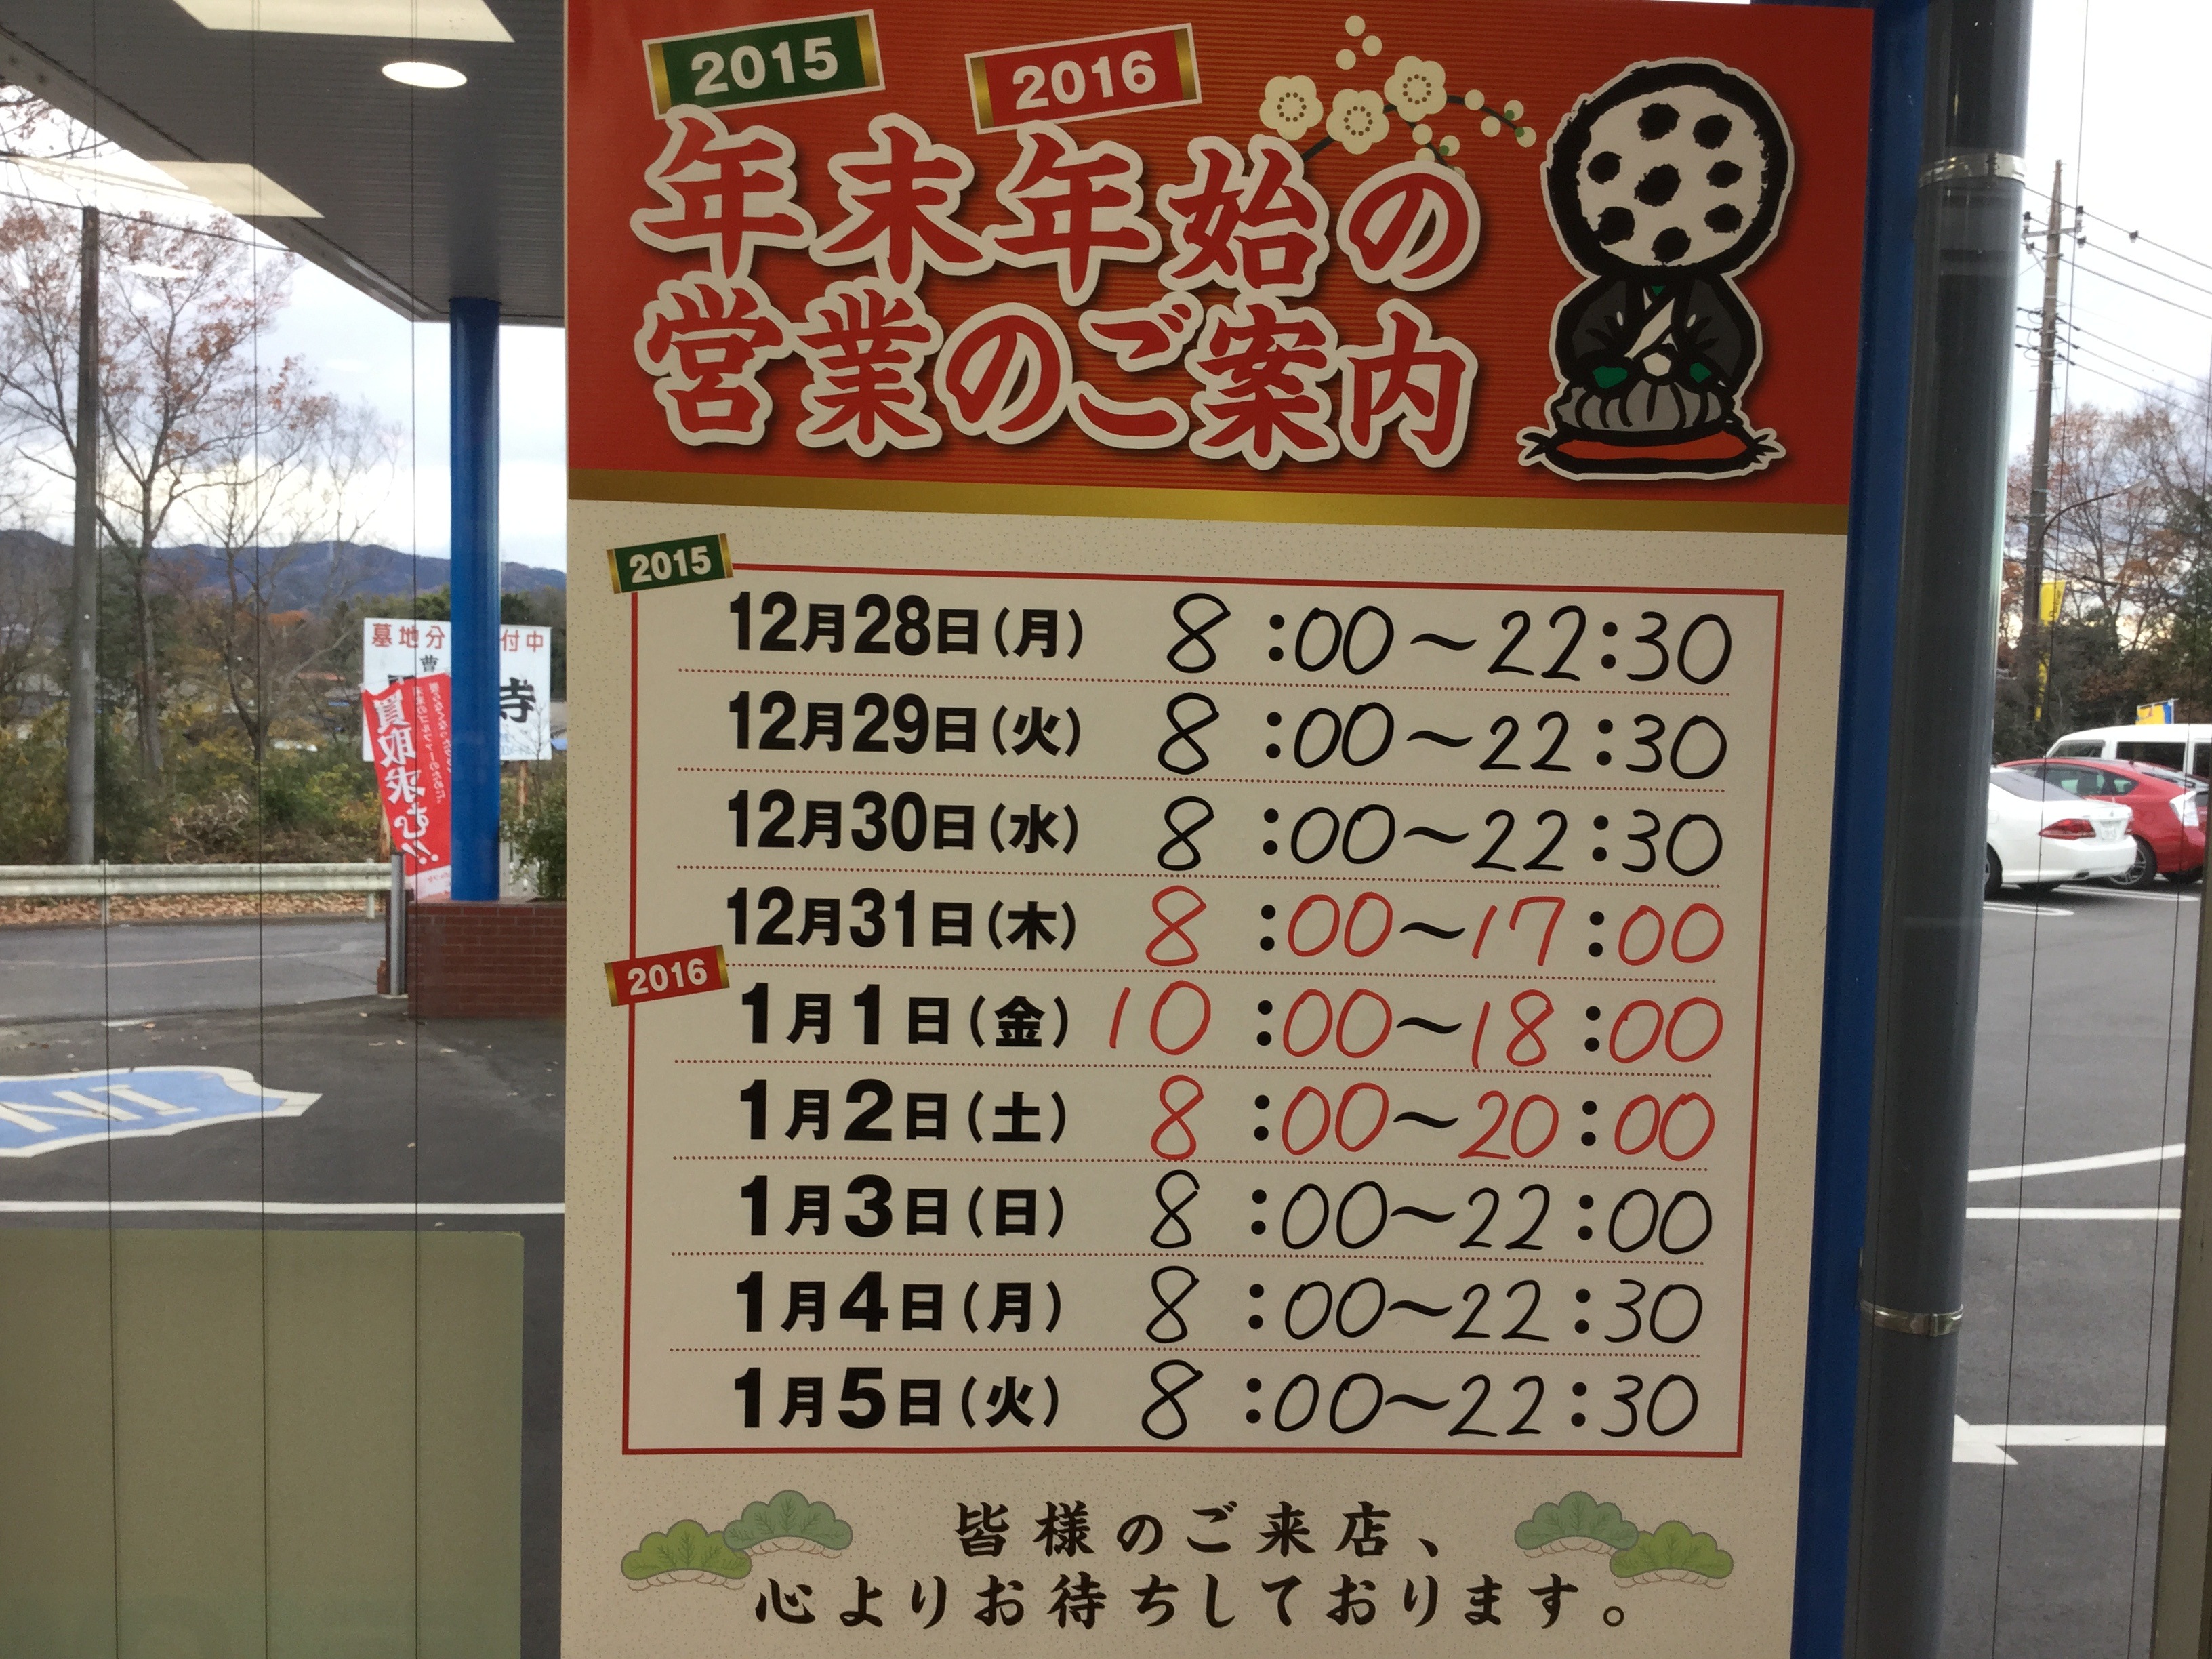 2015
2016
年末年始の
営業のご案内
2015
12月28日(月) 8:00～22:30
12月29日(火) 8:00～22:30
12月30日(水) 8:00～22:30
12月31日(木) 8:00～17:00
2016
1月1日(金) 10:00～18:00
1月2日(土) 8:00～20:00
1月3日(日) 8:00～22:00
1月4日(月) 8:00～22:30
1月5日(火) 8:00～22:30
皆様のご来店、
心よりお待ちしております。
墓地分 付中
寺
買取求む!!
IN